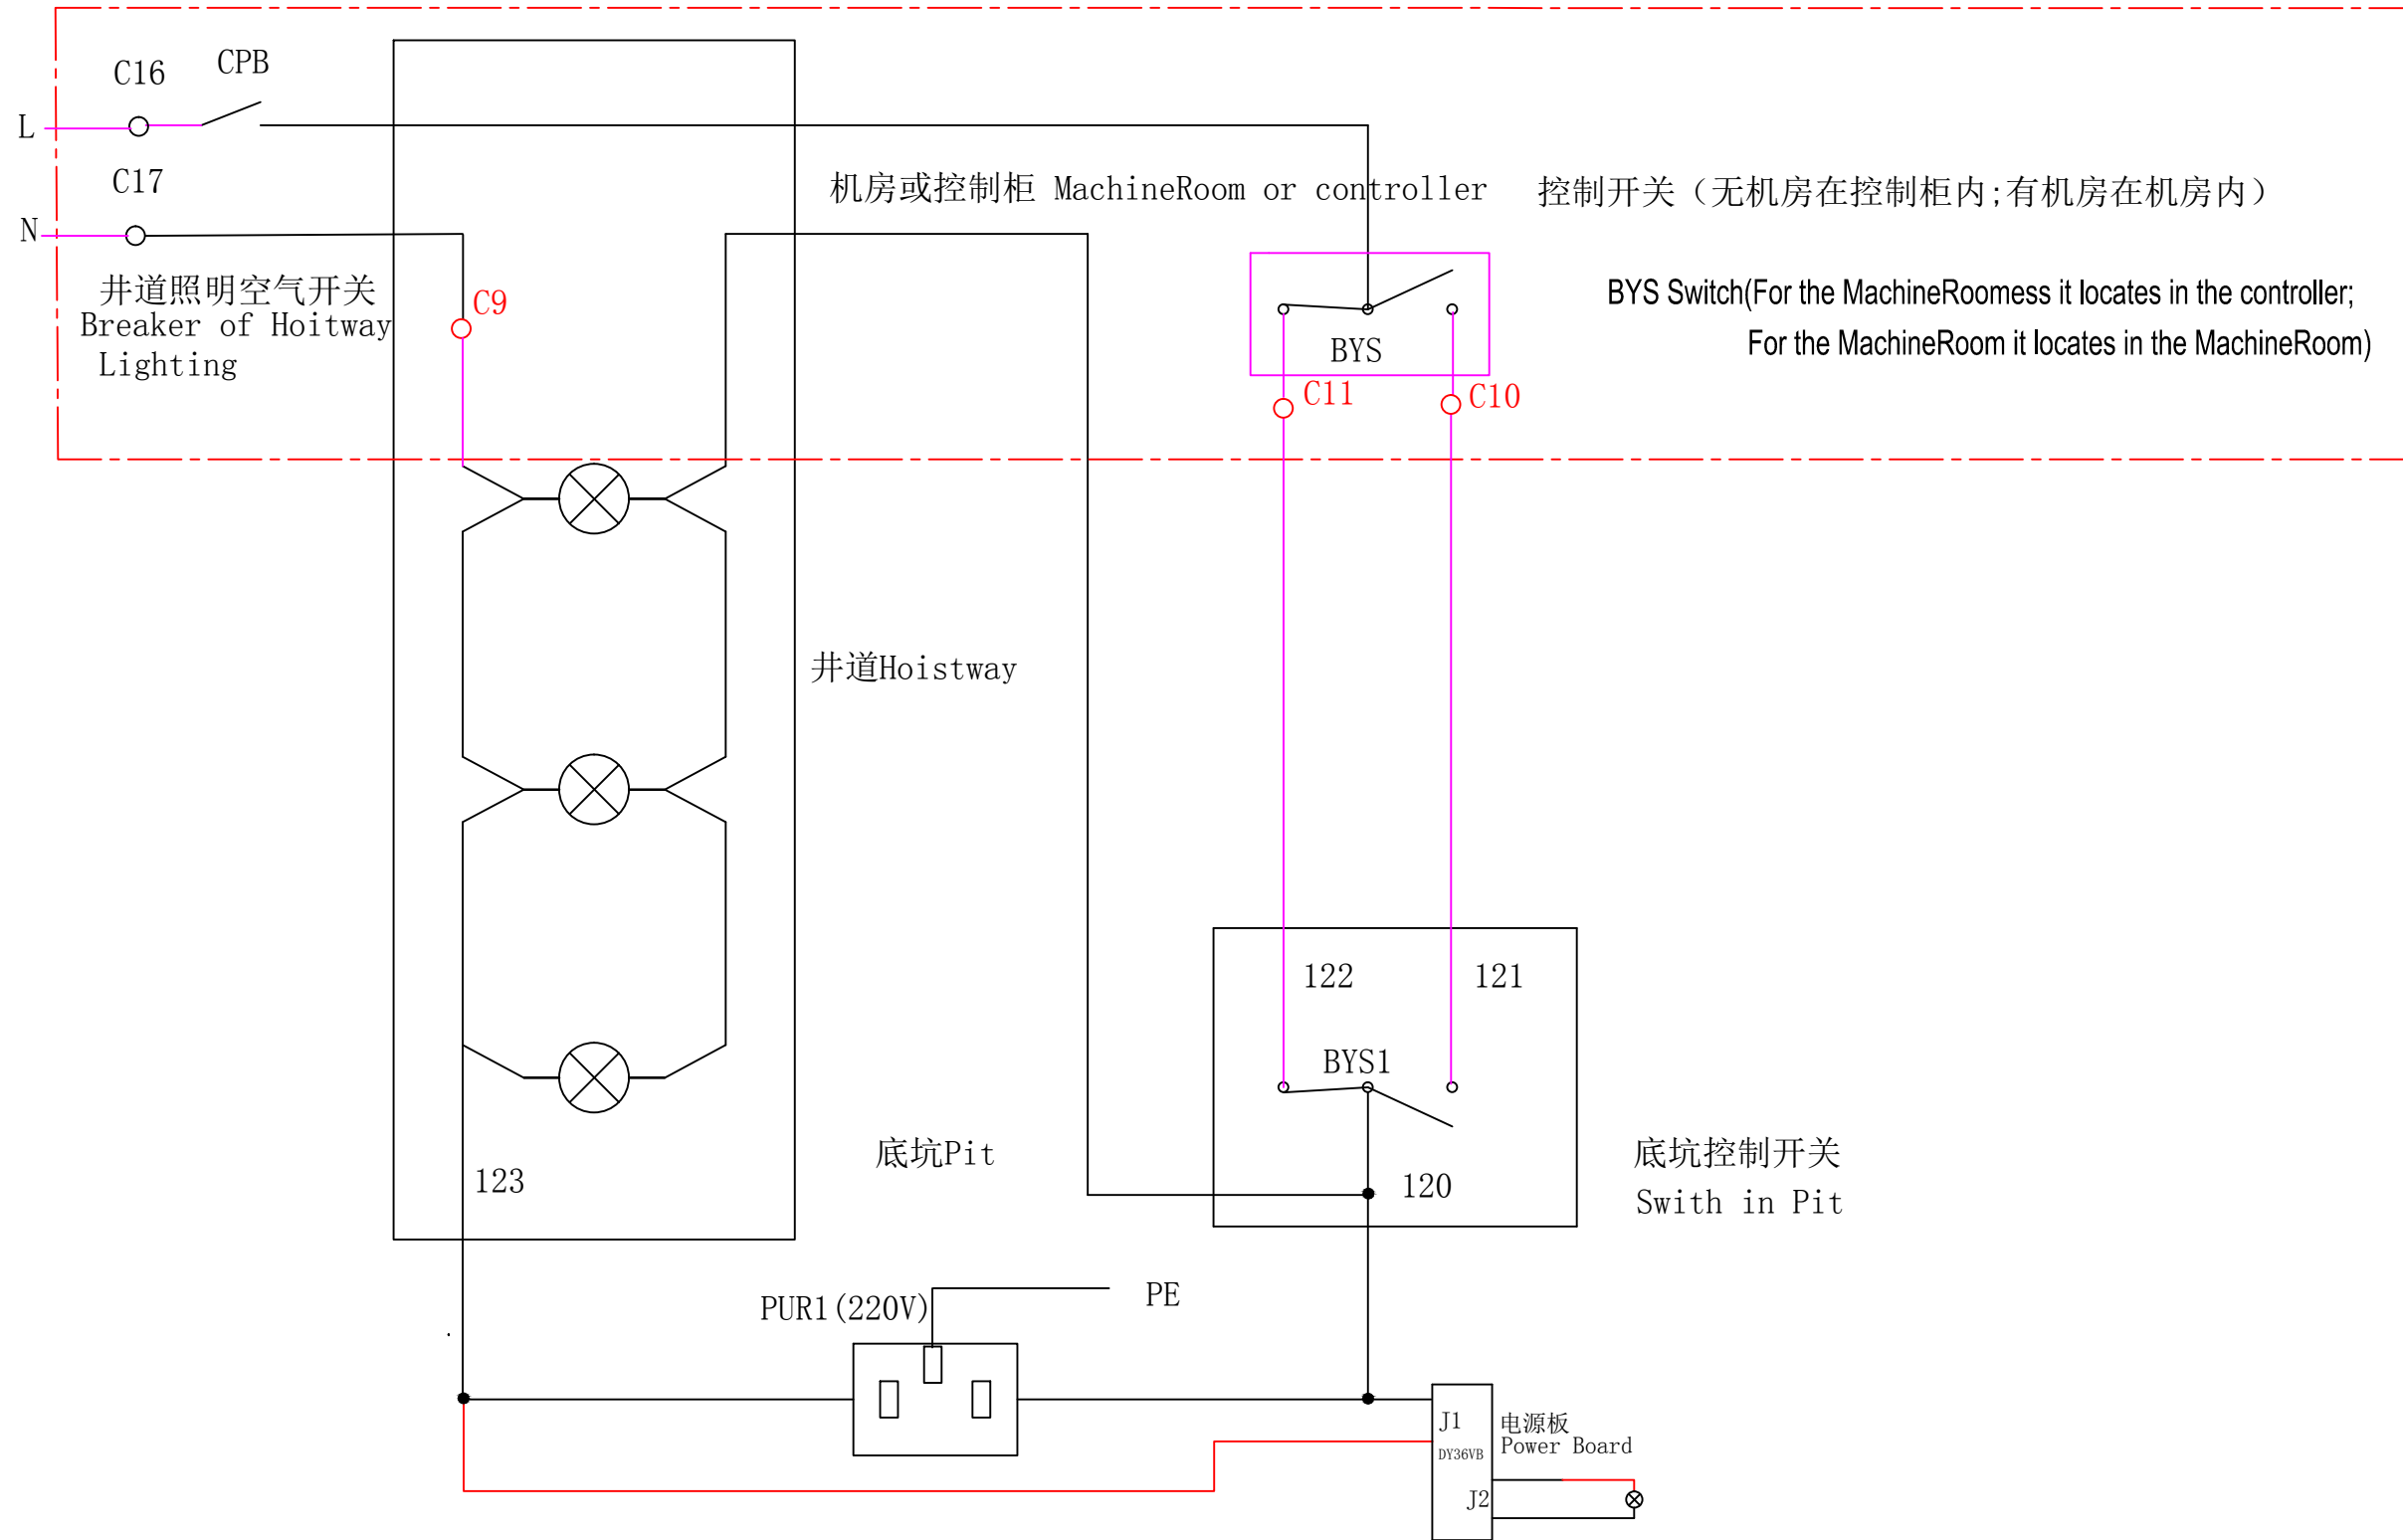 C16
CPB
L
C17
N
机房或控制柜 MachineRoom or controller
控制开关（无机房在控制柜内;有机房在机房内）
井道照明空气开关
Breaker of Hoitway
Lighting
C9
BYS Switch(For the MachineRoomess it locates in the controller;
For the MachineRoom it locates in the MachineRoom)
BYS
C11
C10
井道Hoistway
122
121
BYS1
底坑Pit
120
123
底坑控制开关
Swith in Pit
PUR1(220V)
PE
J1
DY36VB
J2
电源板
Power Board